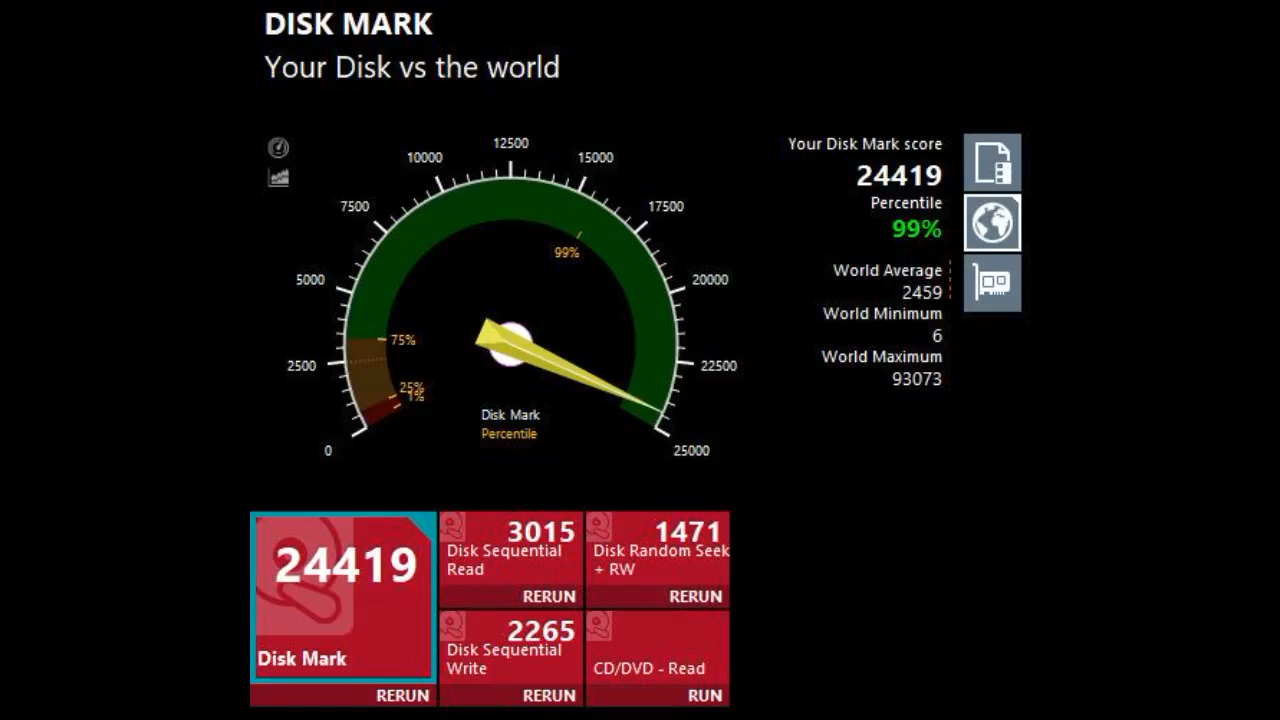 DISK MARK
Your Disk vs the world
12500
10000
15000
7500
17500
99%
5000
20000
75%
2500
22500
25%
1%
Disk Mark
Percentile
0
25000
Your Disk Mark score
24419
Percentile
99%
World Average
2459
World Minimum
6
World Maximum
93073
24419
Disk Mark
RERUN
3015
Disk Sequential
Read
RERUN
1471
Disk Random Seek
+ RW
RERUN
2265
Disk Sequential
Write
RERUN
CD/DVD - Read
RUN